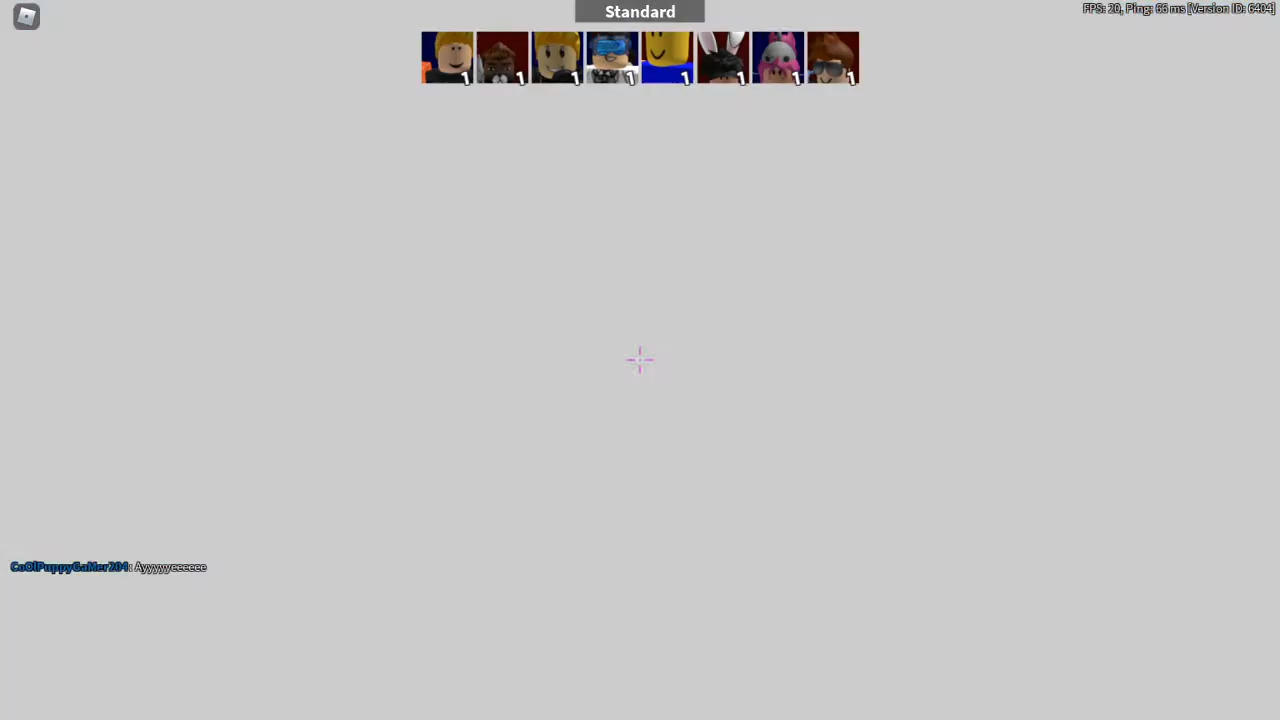 Standard
FPS: 20, Ping: 66 ms [Version ID: 6404]
1 1 1 1 1 1 1 1
CoOlPuppyGaMer204: Ayyyyyeeeeee